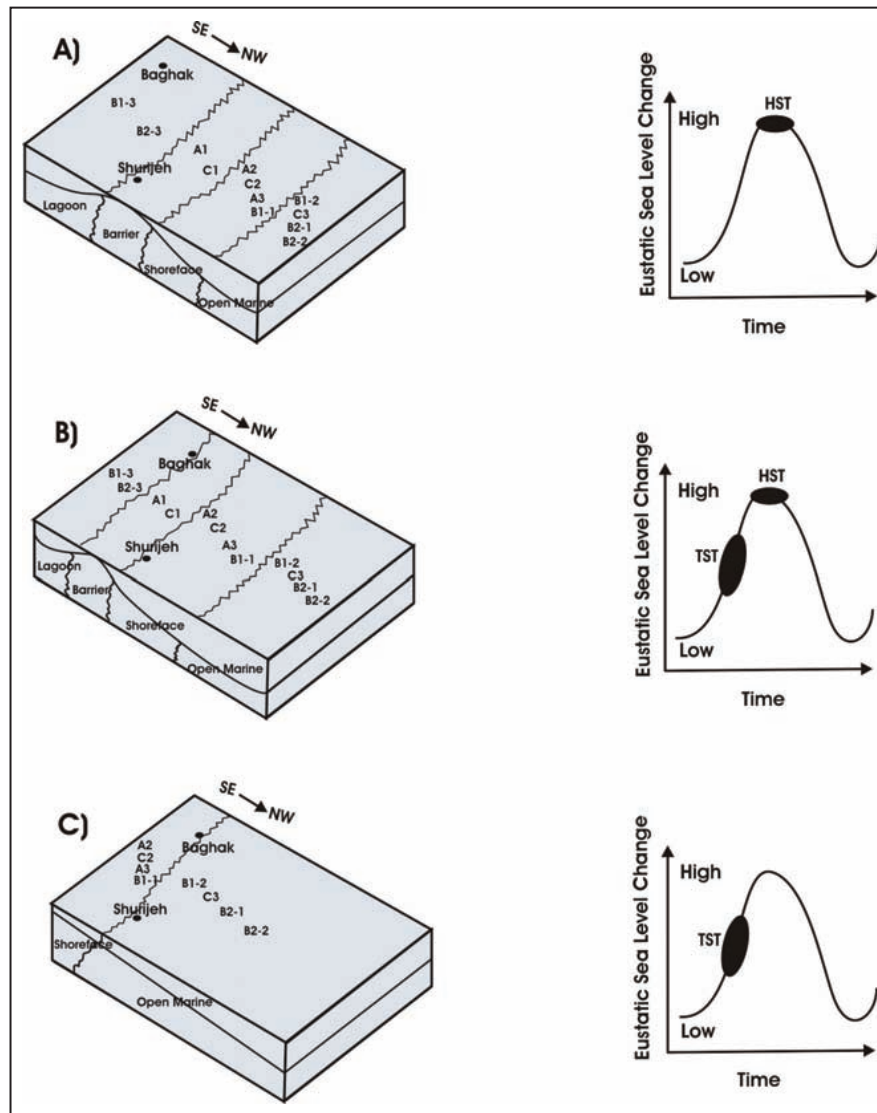 A)
SE
NW
Baghak
B1-3
B2-3
A1
Shurijeh
C1
A2
C2
A3
B1-1
B1-2
C3
B2-1
B2-2
Lagoon
Barrier
Shoreface
Open Marine
Eustatic Sea Level Change
High
HST
Low
Time
B)
SE
NW
Baghak
B1-3
B2-3
A1
C1
A2
C2
Shurijeh
A3
B1-1
B1-2
C3
B2-1
B2-2
Lagoon
Barrier
Shoreface
Open Marine
Eustatic Sea Level Change
High
HST
TST
Low
Time
C)
SE
NW
Baghak
A2
C2
A3
B1-1
B1-2
C3
Shurijeh
B2-1
B2-2
Shoreface
Open Marine
Eustatic Sea Level Change
High
TST
Low
Time